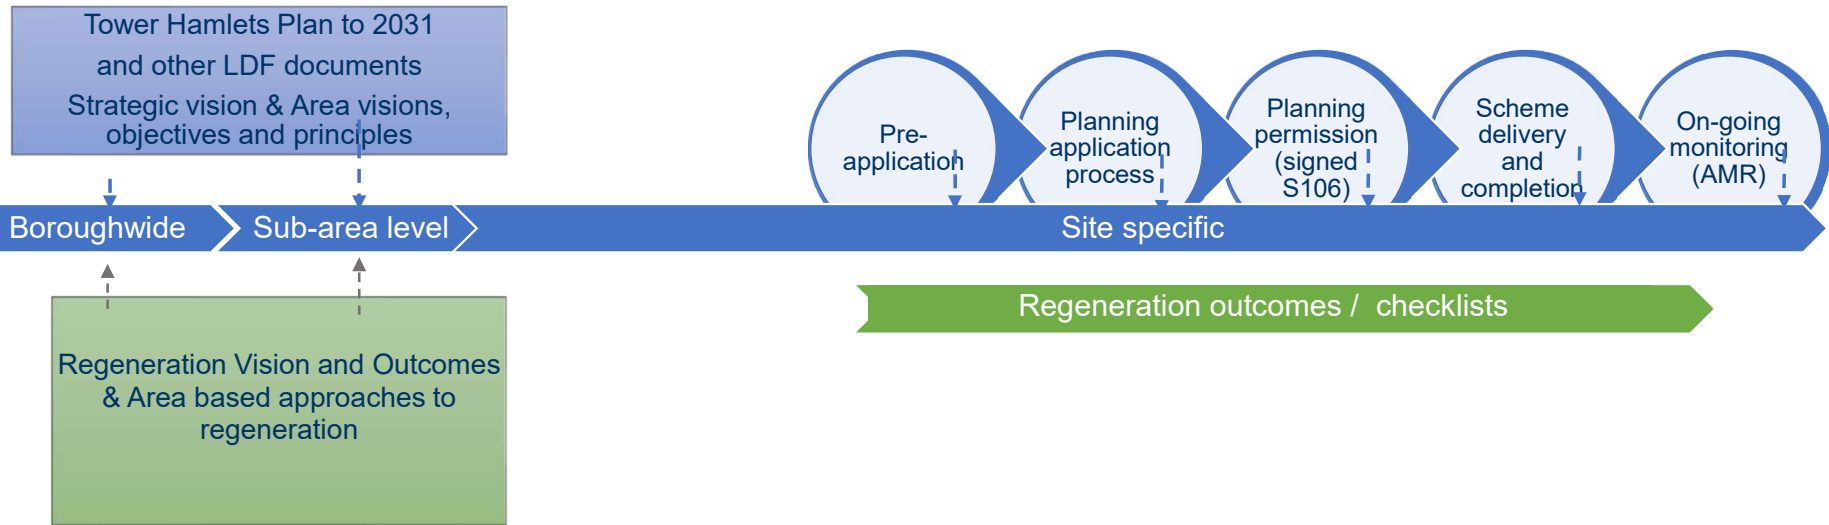 Tower Hamlets Plan to 2031
and other LDF documents
Strategic vision & Area visions,
objectives and principles
Pre-
application
Planning
application
process
Planning
permission
(signed
S106)
Scheme
delivery
and
completion
On-going
monitoring
(AMR)
Boroughwide
Sub-area level
Site specific
Regeneration outcomes / checklists
Regeneration Vision and Outcomes
& Area based approaches to
regeneration